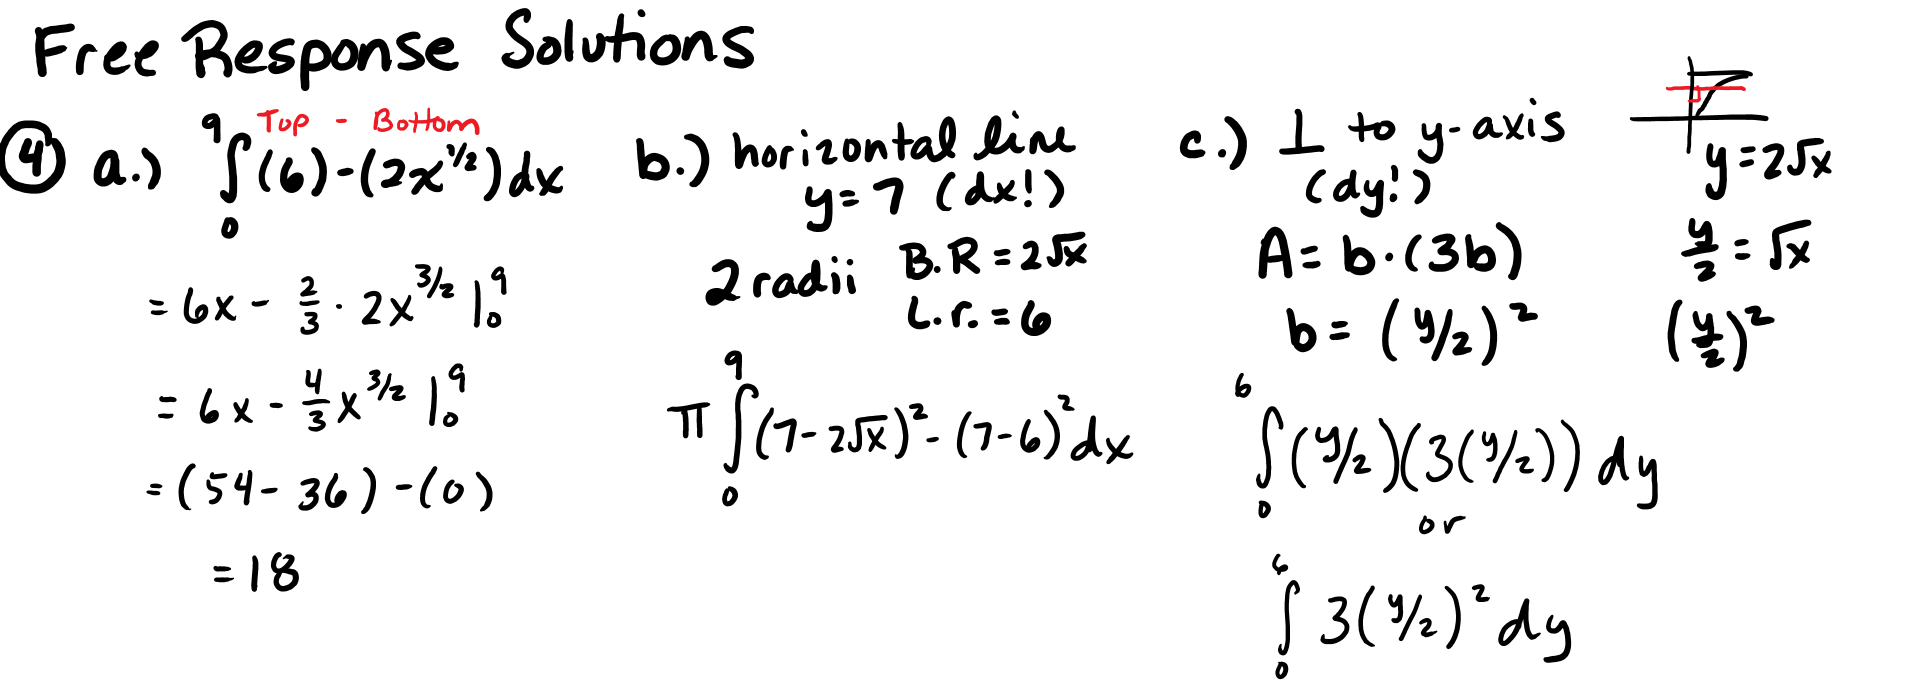 Free Response Solutions
④ a.) ∫₀⁹ (6)-(2x^{1/2})dx
Top - Bottom
= 6x - 2/3 · 2x^{3/2} |₀⁹
= 6x - 4/3 x^{3/2} |₀⁹
= (54 - 36) - (0)
= 18
b.) horizontal line
y = 7 (dx!)
2 radii
B.R = 2√x
L.r. = 6
π ∫₀⁹ (7-2√x)² - (7-6)² dx
c.) ⊥ to y-axis
(dy!)
A = b·(3b)
b = (y/2)²
∫₀⁶ (y/2)(3(y/2)) dy
or
∫₀⁶ 3(y/2)² dy
y = 2√x
y/2 = √x
(y/2)²